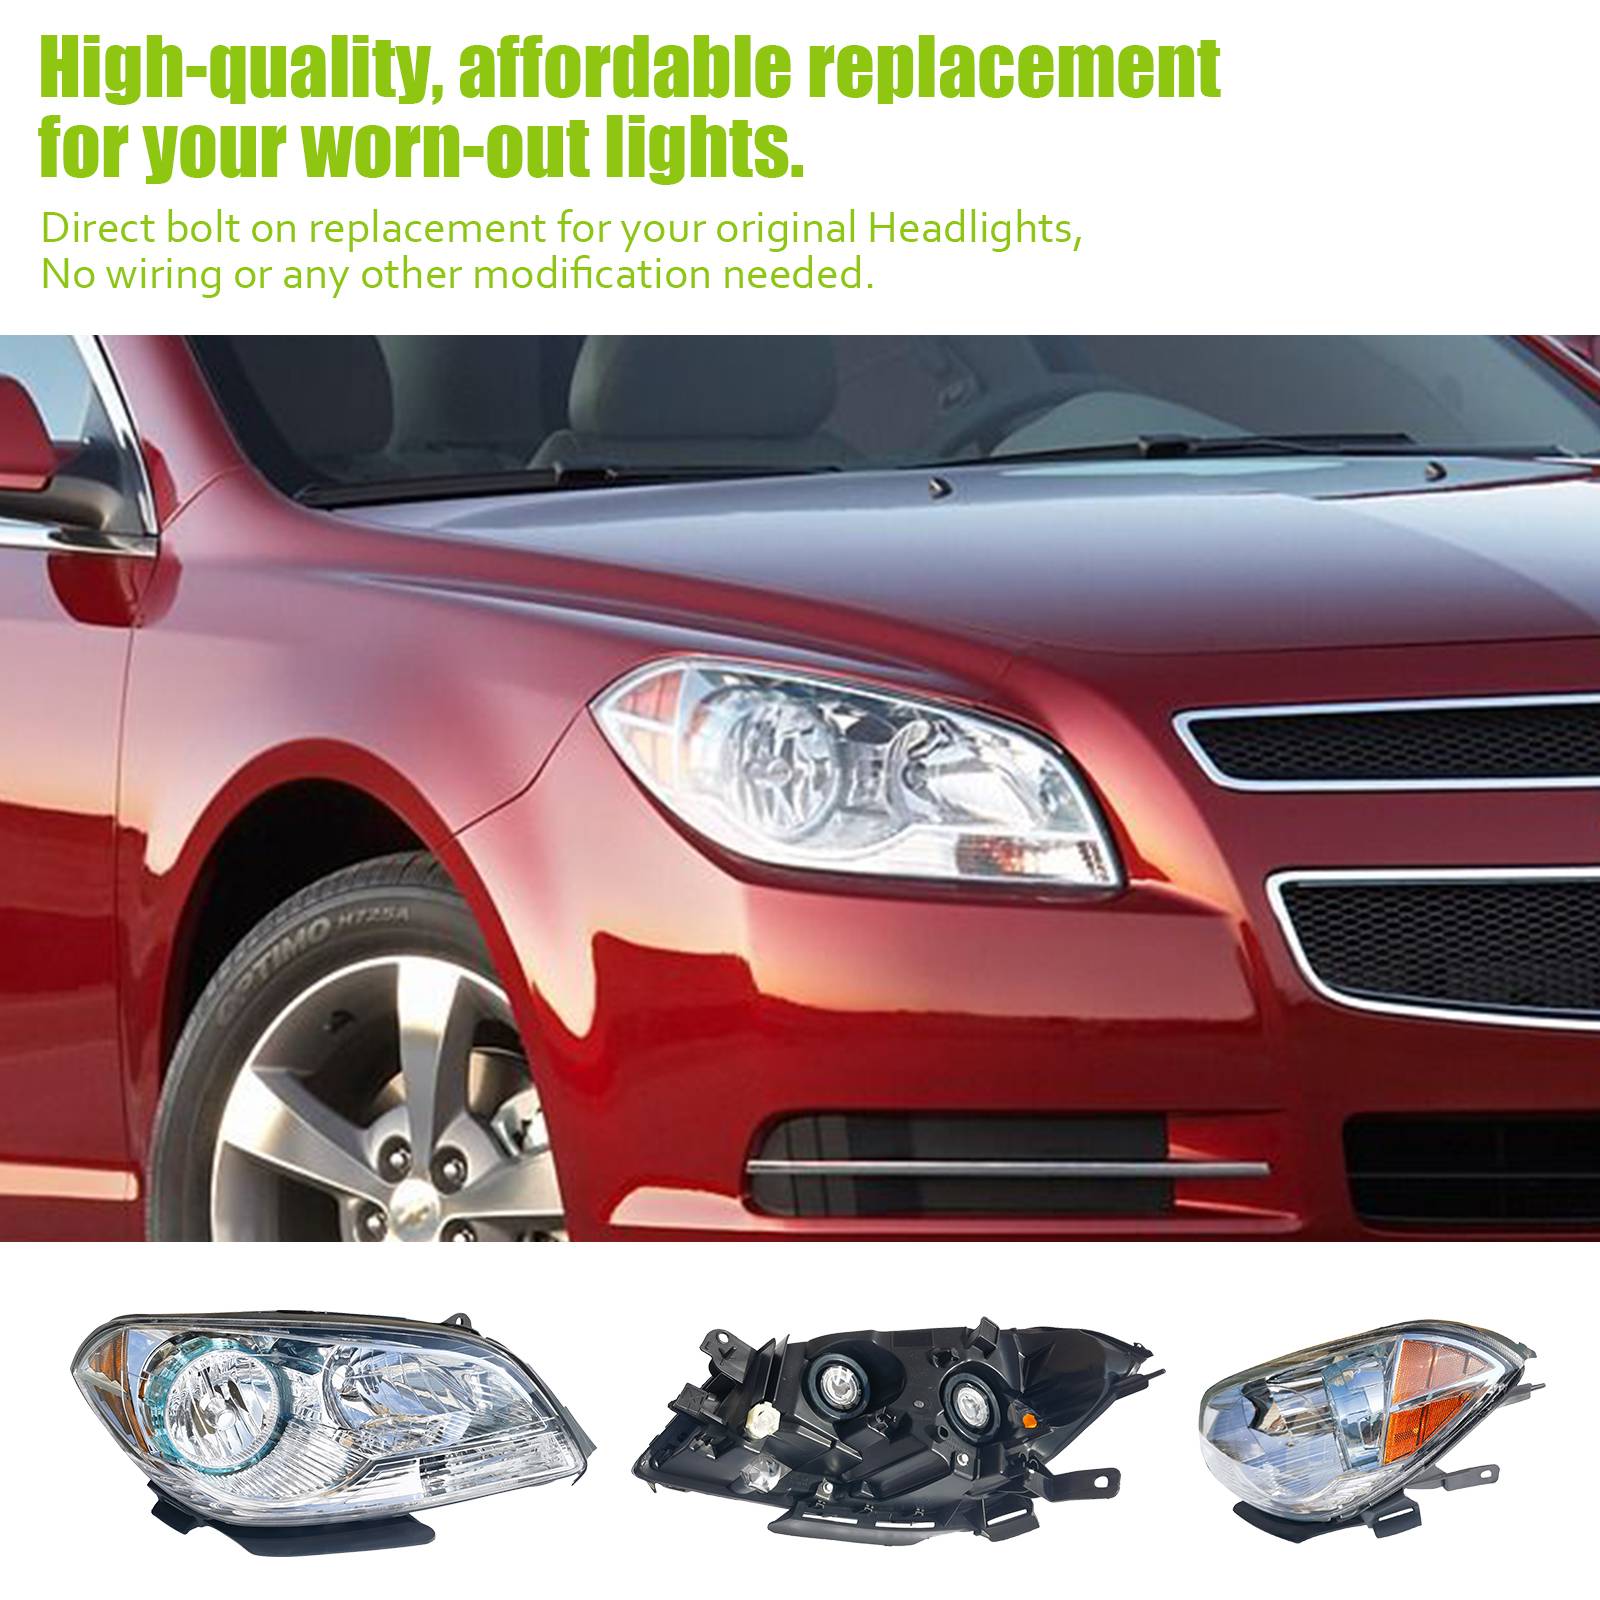 High-quality, affordable replacement
for your worn-out lights.
Direct bolt on replacement for your original Headlights,
No wiring or any other modification needed.
OPTIMO H725A